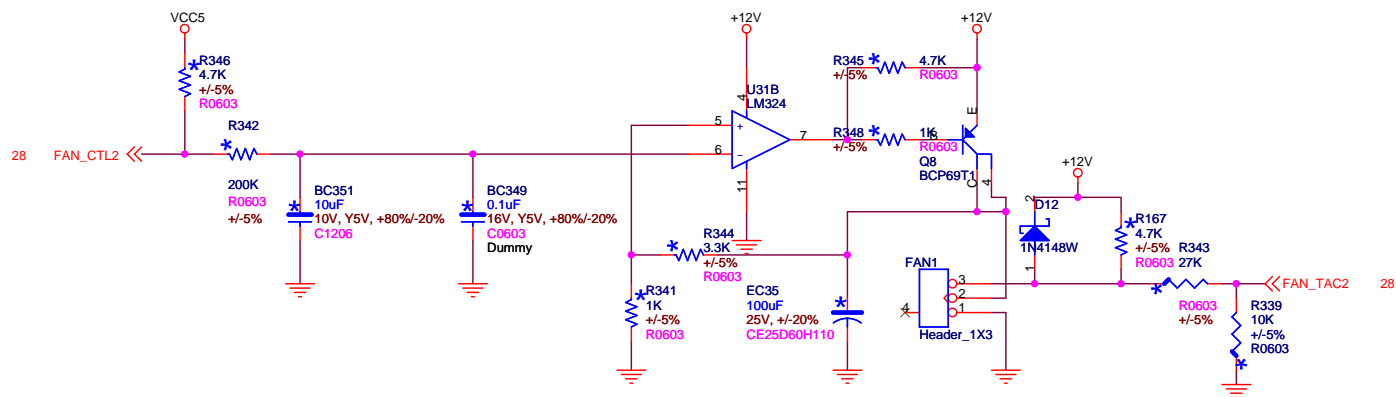 VCC5
R346
4.7K
+/-5%
R0603
28 FAN_CTL2
R342
200K
R0603
+/-5%
BC351
10uF
10V, Y5V, +80%/-20%
C1206
BC349
0.1uF
16V, Y5V, +80%/-20%
C0603
Dummy
+12V
U31B
LM324
4
5
+
6
-
7
11
R344
3.3K
+/-5%
R0603
R341
1K
+/-5%
R0603
EC35
100uF
25V, +/-20%
CE25D60H110
R345
+/-5%
4.7K
R0603
R348
+/-5%
1K
R0603
+12V
E
B
C
4
Q8
BCP69T1
FAN1
3
2
1
4
Header_1X3
+12V
D12
2
1
1N4148W
R167
4.7K
+/-5%
R0603
R343
27K
R0603
+/-5%
FAN_TAC2 28
R339
10K
+/-5%
R0603